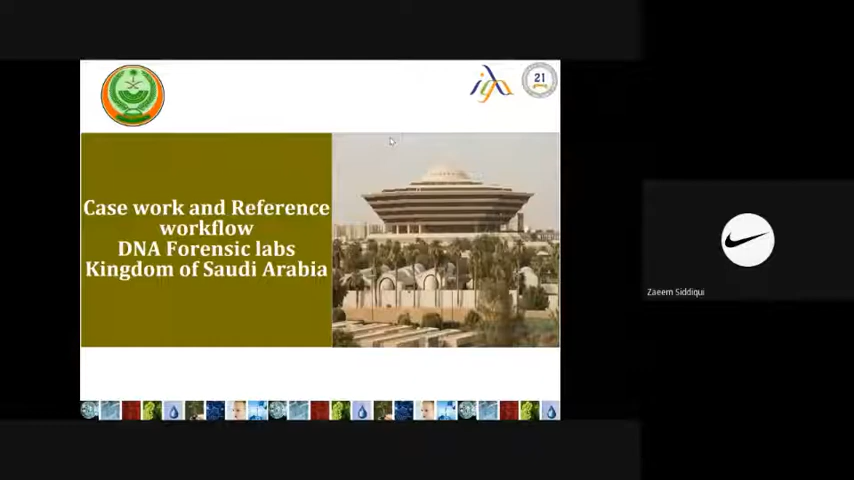 21
Case work and Reference
workflow
DNA Forensic labs
Kingdom of Saudi Arabia
Zaeem Siddiqui